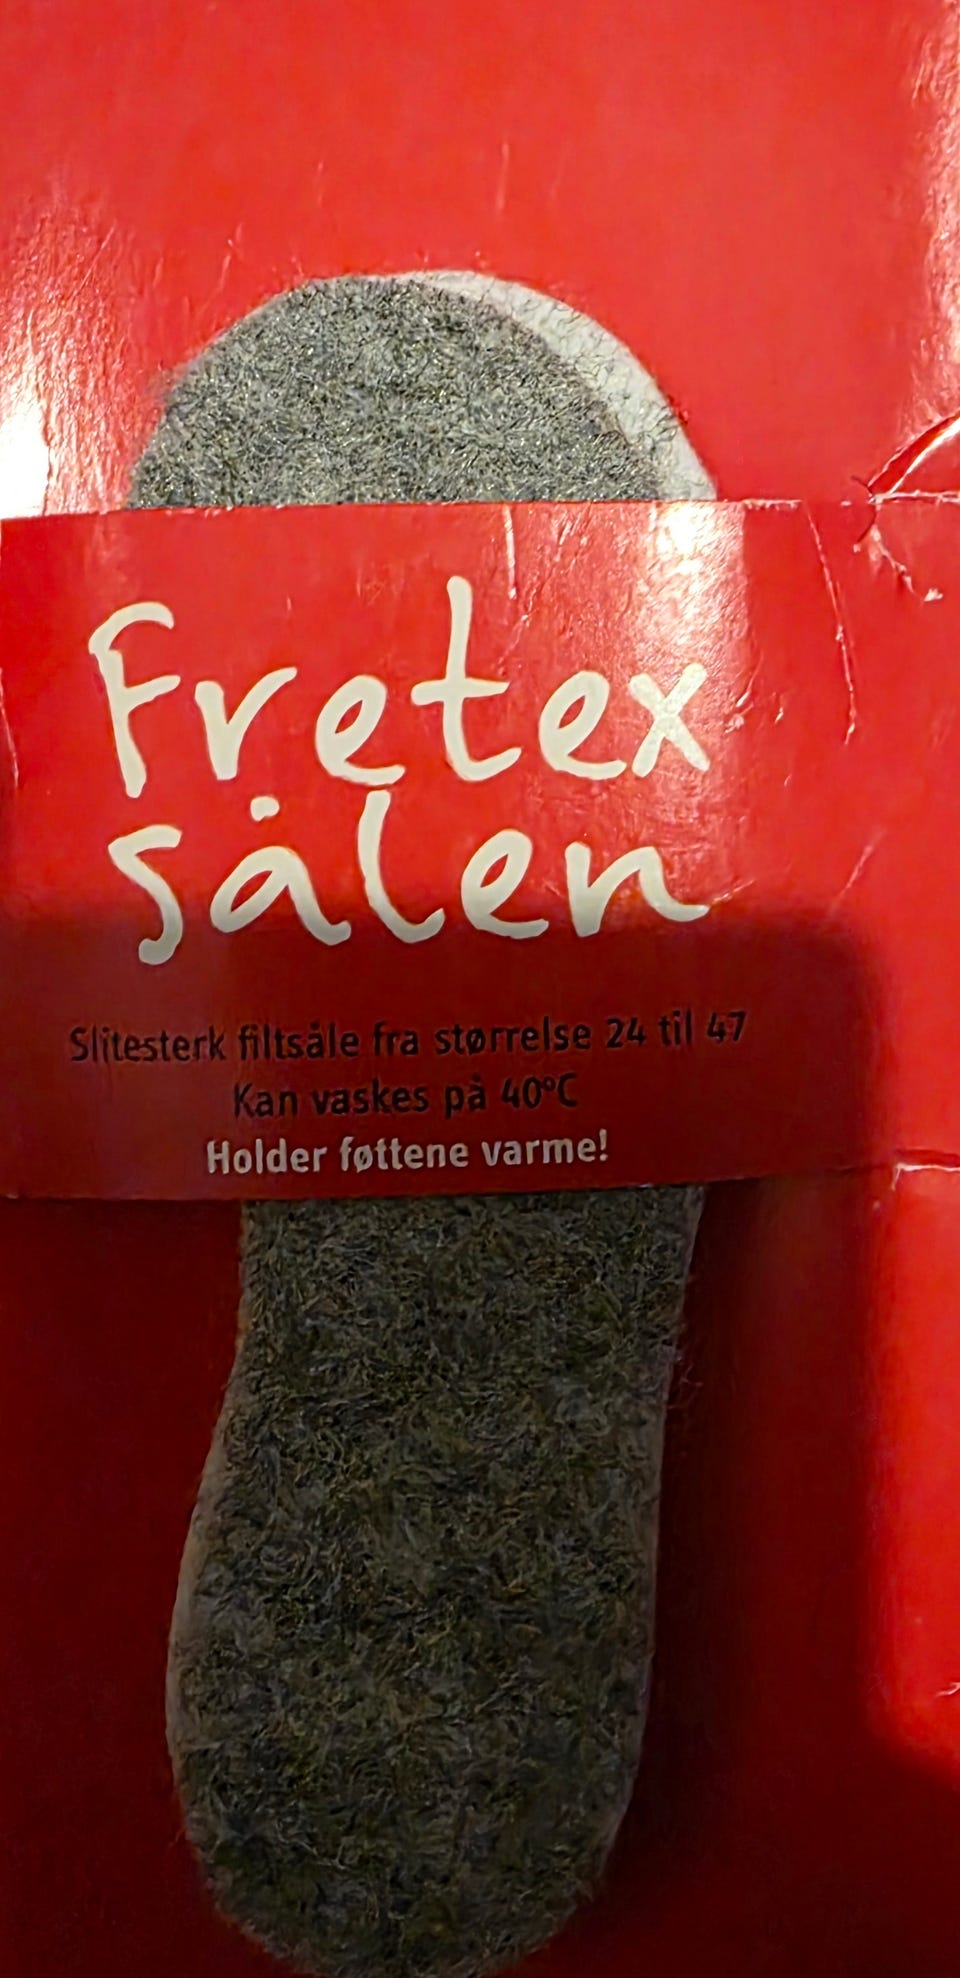 Fretex
sålen
Slitesterk filtsåle fra størrelse 24 til 47
Kan vaskes på 40°C
Holder føttene varme!